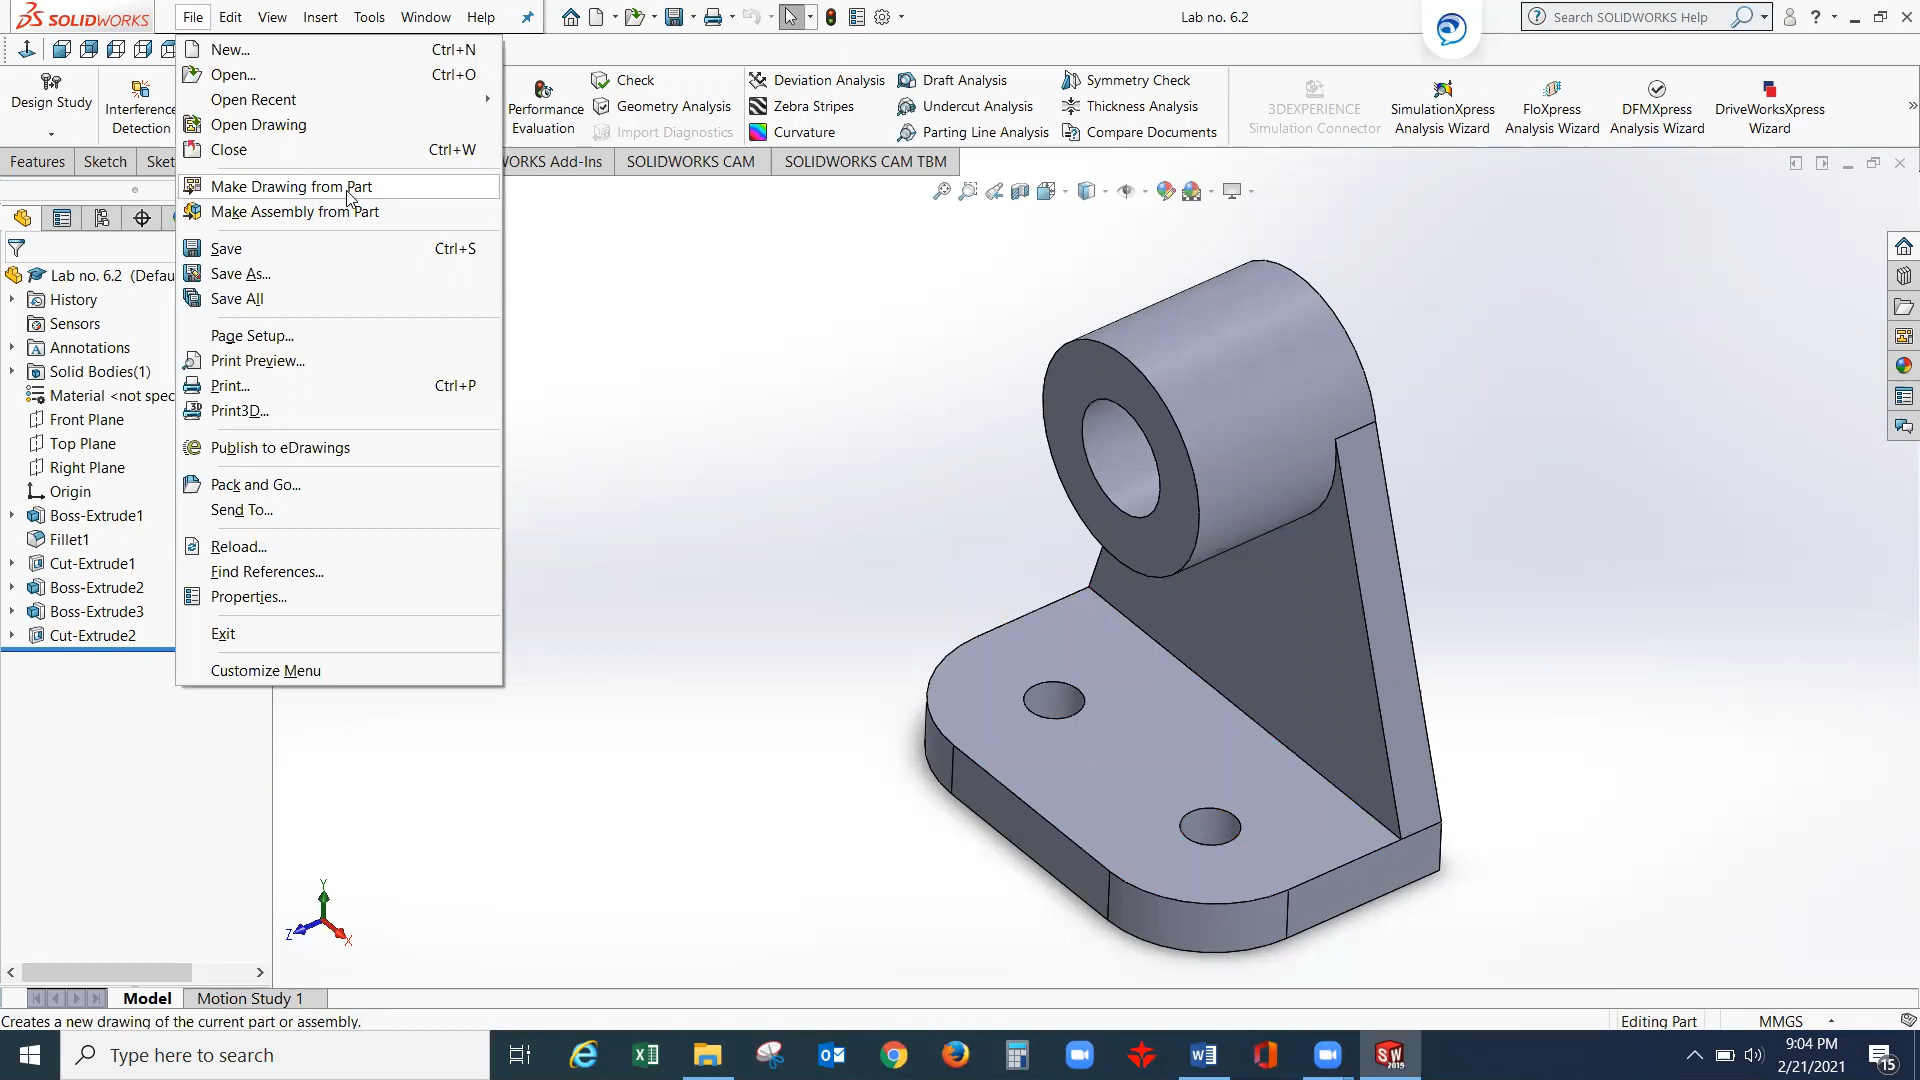 SOLIDWORKS File Edit View Insert Tools Window Help Lab no. 6.2 Search SOLIDWORKS Help ?
New... Ctrl+N
Open... Ctrl+O
Open Recent
Open Drawing
Close Ctrl+W
Make Drawing from Part
Make Assembly from Part
Save Ctrl+S
Save As...
Save All
Page Setup...
Print Preview...
Print... Ctrl+P
Print3D...
Publish to eDrawings
Pack and Go...
Send To...
Reload...
Find References...
Properties...
Exit
Customize Menu
Design Study
Interference
Detection
Performance
Evaluation
Check
Geometry Analysis
Import Diagnostics
Deviation Analysis
Zebra Stripes
Curvature
Draft Analysis
Undercut Analysis
Parting Line Analysis
Symmetry Check
Thickness Analysis
Compare Documents
3DEXPERIENCE
Simulation Connector
SimulationXpress
Analysis Wizard
FloXpress
Analysis Wizard
DFMXpress
Analysis Wizard
DriveWorksXpress
Wizard
Features Sketch Sket WORKS Add-Ins SOLIDWORKS CAM SOLIDWORKS CAM TBM
Lab no. 6.2 (Defau
History
Sensors
Annotations
Solid Bodies(1)
Material <not spec
Front Plane
Top Plane
Right Plane
Origin
Boss-Extrude1
Fillet1
Cut-Extrude1
Boss-Extrude2
Boss-Extrude3
Cut-Extrude2
Y
Z
X
Model Motion Study 1
Creates a new drawing of the current part or assembly. Editing Part MMGS
Type here to search
SW
2019
9:04 PM
2/21/2021
15